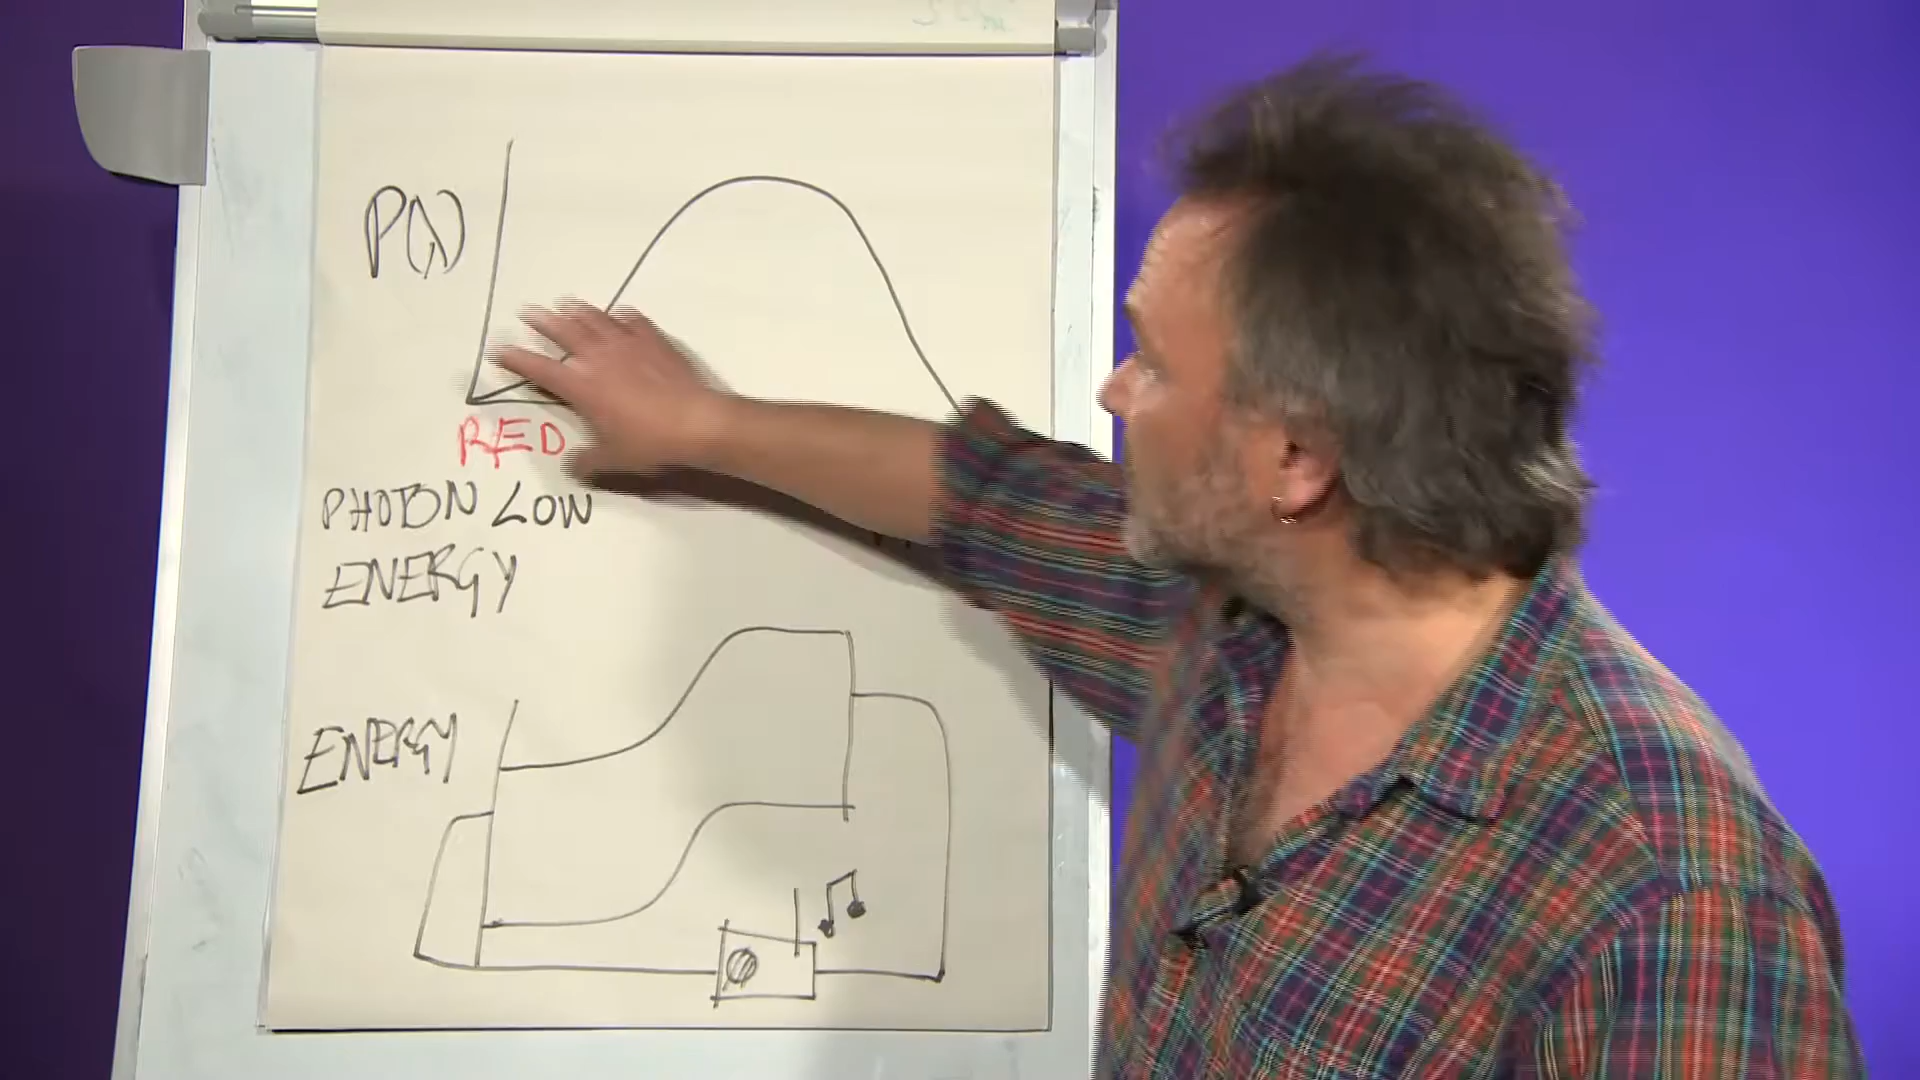 P(λ)
RED
PHOTON LOW
ENERGY
ENERGY